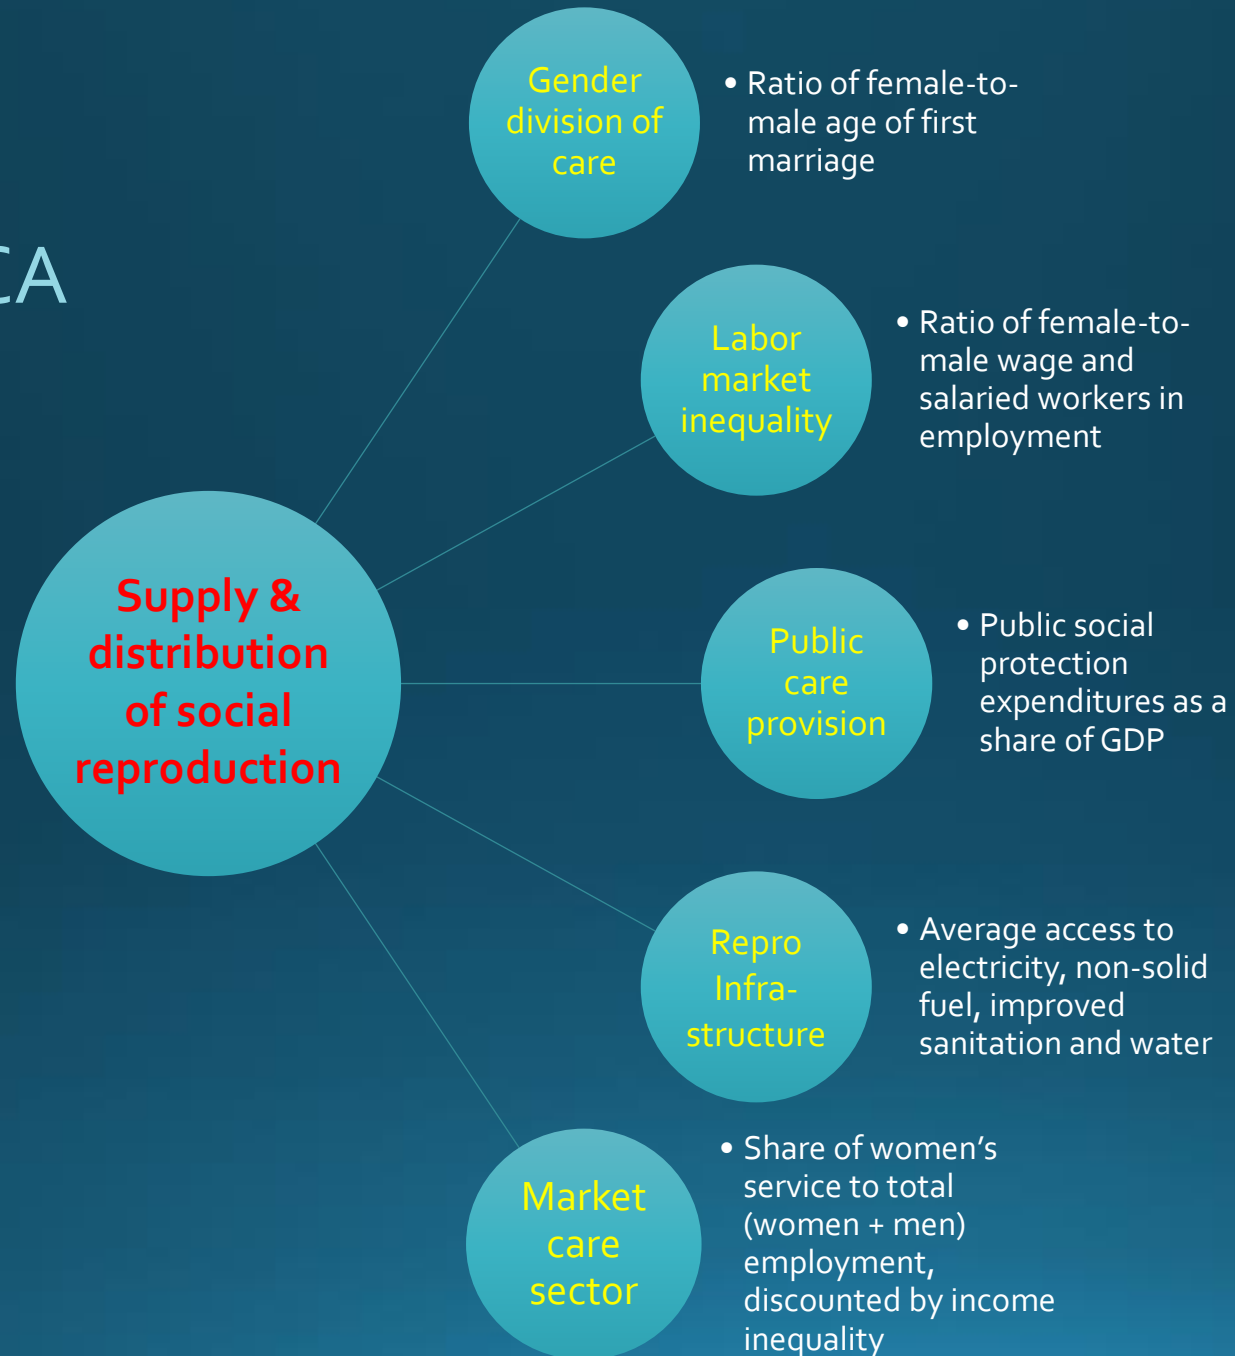 CA
Gender
division of
care
• Ratio of female-to-
male age of first
marriage
Labor
market
inequality
• Ratio of female-to-
male wage and
salaried workers in
employment
Supply &
distribution
of social
reproduction
Public
care
provision
• Public social
protection
expenditures as a
share of GDP
Repro
Infra-
structure
• Average access to
electricity, non-solid
fuel, improved
sanitation and water
Market
care
sector
• Share of women’s
service to total
(women + men)
employment,
discounted by income
inequality